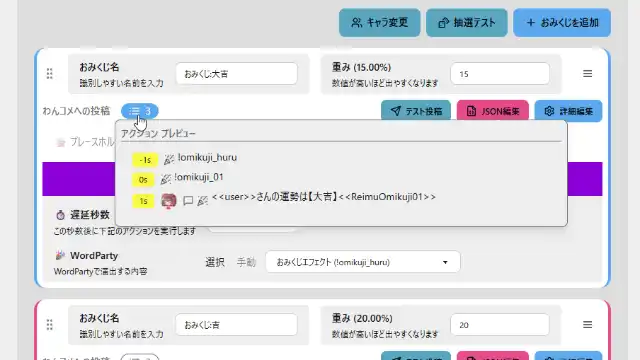 キャラ変更
抽選テスト
＋ おみくじを追加
おみくじ名
識別しやすい名前を入力
おみくじ:大吉
重み (15.00%)
数値が高いほど出やすくなります
15
わんコメへの投稿
3
テスト投稿
JSON編集
詳細編集
アクション プレビュー
-1s !omikuji_huru
0s !omikuji_01
1s <<user>>さんの運勢は【大吉】<<ReimuOmikuji01>>
プレースホル
遅延秒数
この秒数後に下記のアクションを実行します
WordParty
WordPartyで演出する内容
選択 手動
おみくじエフェクト (!omikuji_huru)
おみくじ名
識別しやすい名前を入力
おみくじ:吉
重み (20.00%)
数値が高いほど出やすくなります
20